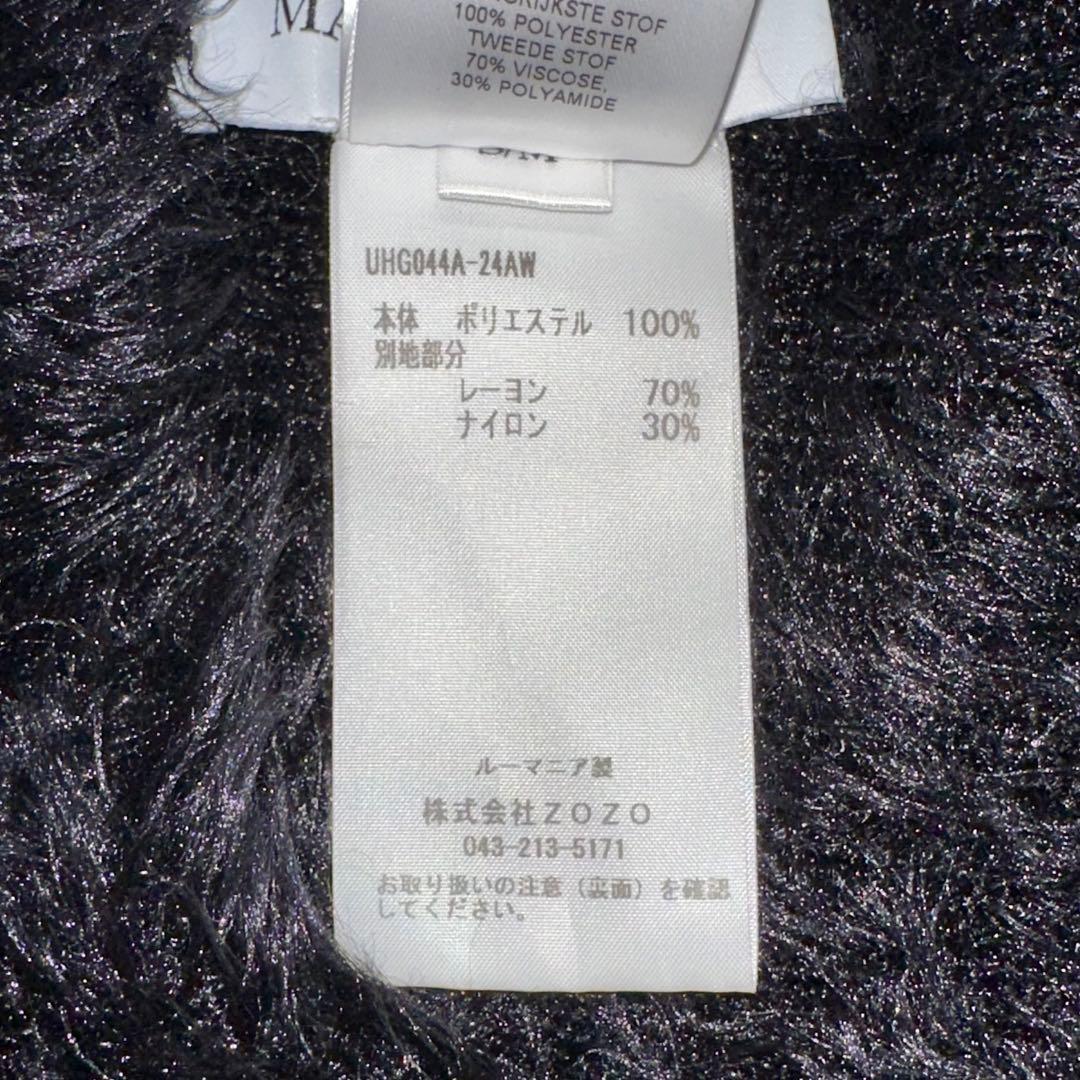 MA
100% POLYESTER
TWEEDE STOF
70% VISCOSE,
30% POLYAMIDE
S/M
UHG044A-24AW
本体 ポリエステル 100%
別地部分
レーヨン 70%
ナイロン 30%
ルーマニア製
株式会社ZOZO
043-213-5171
お取り扱いの注意（裏面）を確認
してください。